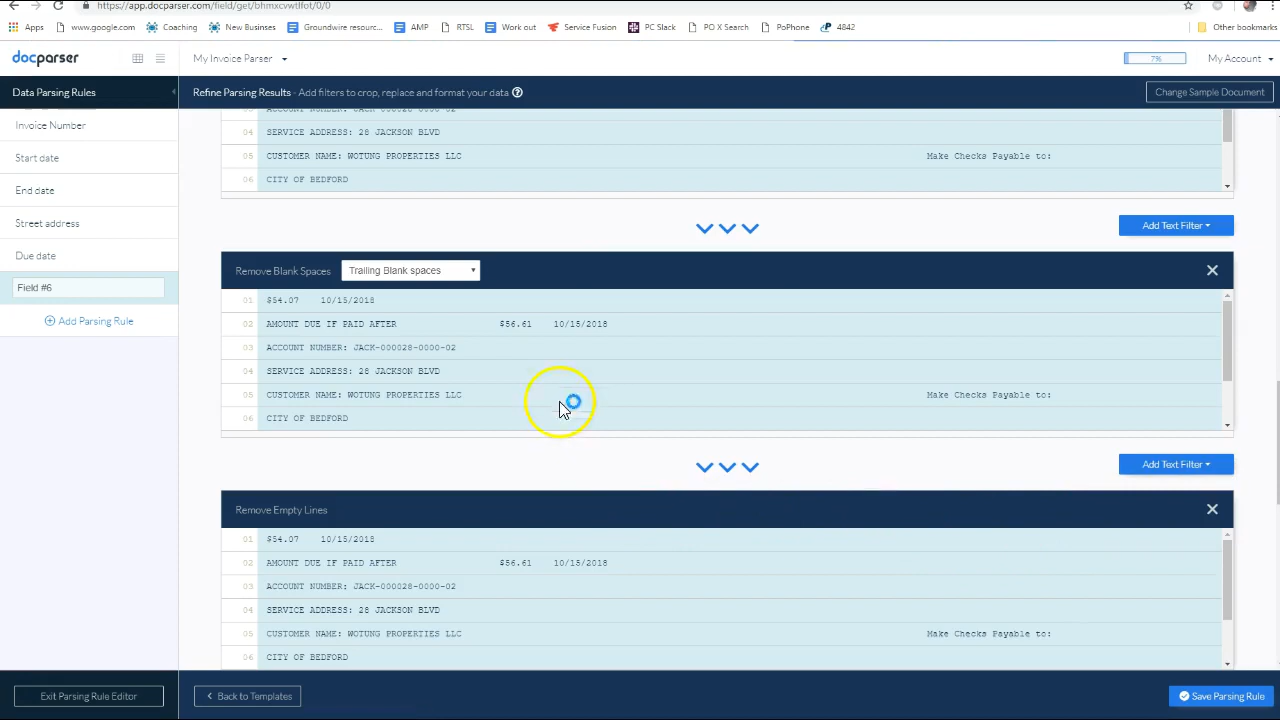 https://app.docparser.com/field/get/bhmxcvwtlfot/0/0
Apps www.google.com Coaching New Business Groundwire resourc... AMP RTSL Work out Service Fusion PC Slack PO X Search PoPhone 4842 Other bookmarks
docparser My Invoice Parser 7% My Account
Data Parsing Rules Refine Parsing Results - Add filters to crop, replace and format your data Change Sample Document
Invoice Number
Start date
End date
Street address
Due date
Field #6
Add Parsing Rule
04 SERVICE ADDRESS: 28 JACKSON BLVD
05 CUSTOMER NAME: WOTUNG PROPERTIES LLC Make Checks Payable to:
06 CITY OF BEDFORD
Add Text Filter
Remove Blank Spaces Trailing Blank spaces
01 $54.07 10/15/2018
02 AMOUNT DUE IF PAID AFTER $56.61 10/15/2018
03 ACCOUNT NUMBER: JACK-000028-0000-02
04 SERVICE ADDRESS: 28 JACKSON BLVD
05 CUSTOMER NAME: WOTUNG PROPERTIES LLC Make Checks Payable to:
06 CITY OF BEDFORD
Add Text Filter
Remove Empty Lines
01 $54.07 10/15/2018
02 AMOUNT DUE IF PAID AFTER $56.61 10/15/2018
03 ACCOUNT NUMBER: JACK-000028-0000-02
04 SERVICE ADDRESS: 28 JACKSON BLVD
05 CUSTOMER NAME: WOTUNG PROPERTIES LLC Make Checks Payable to:
06 CITY OF BEDFORD
Exit Parsing Rule Editor Back to Templates Save Parsing Rule